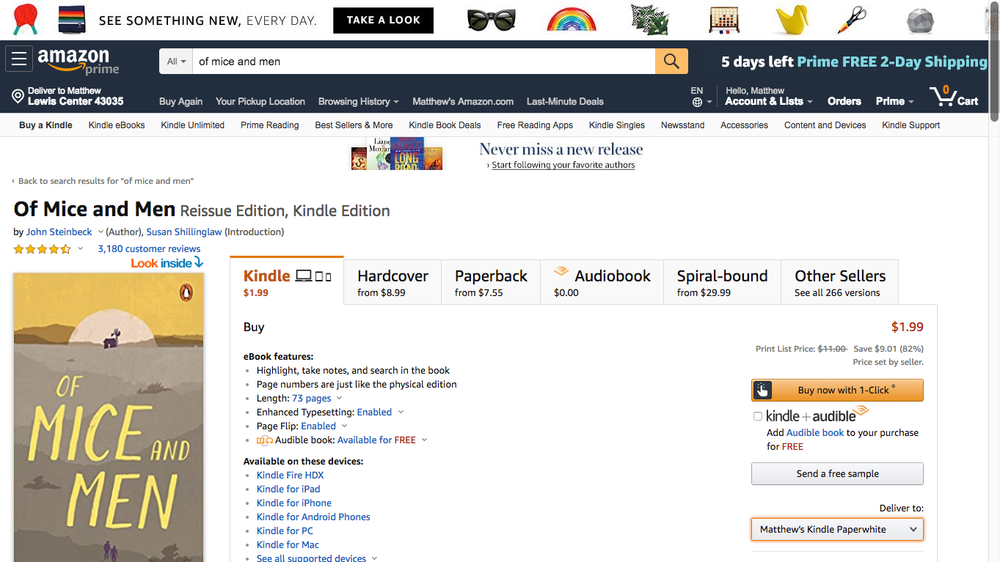 SEE SOMETHING NEW, EVERY DAY. TAKE A LOOK
amazon prime
All
of mice and men
5 days left Prime FREE 2-Day Shipping
Deliver to Matthew
Lewis Center 43035
Buy Again Your Pickup Location Browsing History Matthew's Amazon.com Last-Minute Deals
EN
Hello, Matthew
Account & Lists
Orders
Prime
0
Cart
Buy a Kindle Kindle eBooks Kindle Unlimited Prime Reading Best Sellers & More Kindle Book Deals Free Reading Apps Kindle Singles Newsstand Accessories Content and Devices Kindle Support
Liane
Moriar
LONG
ROAD
Never miss a new release
› Start following your favorite authors
‹ Back to search results for "of mice and men"
Of Mice and Men Reissue Edition, Kindle Edition
by John Steinbeck (Author), Susan Shillinglaw (Introduction)
3,180 customer reviews
Look inside
OF
MICE AND
MEN
Kindle
$1.99
Hardcover
from $8.99
Paperback
from $7.55
Audiobook
$0.00
Spiral-bound
from $29.99
Other Sellers
See all 266 versions
Buy
eBook features:
• Highlight, take notes, and search in the book
• Page numbers are just like the physical edition
• Length: 73 pages
• Enhanced Typesetting: Enabled
• Page Flip: Enabled
• Audible book: Available for FREE
Available on these devices:
• Kindle Fire HDX
• Kindle for iPad
• Kindle for iPhone
• Kindle for Android Phones
• Kindle for PC
• Kindle for Mac
• See all supported devices
$1.99
Print List Price: $11.00 Save $9.01 (82%)
Price set by seller.
Buy now with 1-Click ®
kindle + audible
Add Audible book to your purchase
for FREE
Send a free sample
Deliver to:
Matthew's Kindle Paperwhite